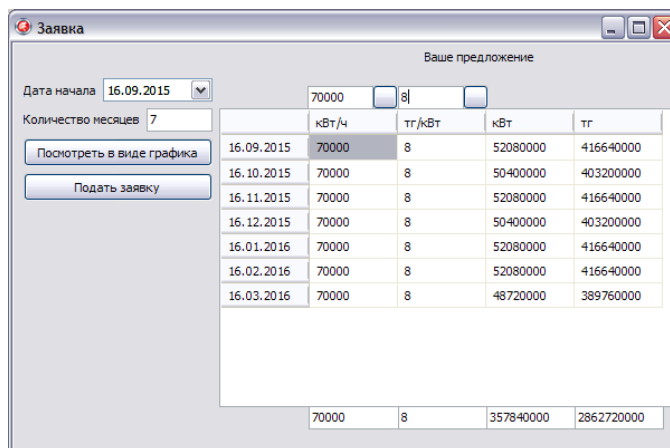 Заявка
Ваше предложение
Дата начала 16.09.2015
70000 8
Количество месяцев 7
кВт/ч тг/кВт кВт тг
Посмотреть в виде графика
Подать заявку
16.09.2015 70000 8 52080000 416640000
16.10.2015 70000 8 50400000 403200000
16.11.2015 70000 8 52080000 416640000
16.12.2015 70000 8 50400000 403200000
16.01.2016 70000 8 52080000 416640000
16.02.2016 70000 8 52080000 416640000
16.03.2016 70000 8 48720000 389760000
70000 8 357840000 2862720000